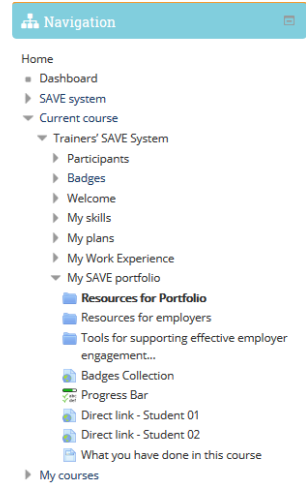 Navigation
Home
Dashboard
SAVE system
Current course
Trainers' SAVE System
Participants
Badges
Welcome
My skills
My plans
My Work Experience
My SAVE portfolio
Resources for Portfolio
Resources for employers
Tools for supporting effective employer
engagement...
Badges Collection
Progress Bar
Direct link - Student 01
Direct link - Student 02
What you have done in this course
My courses